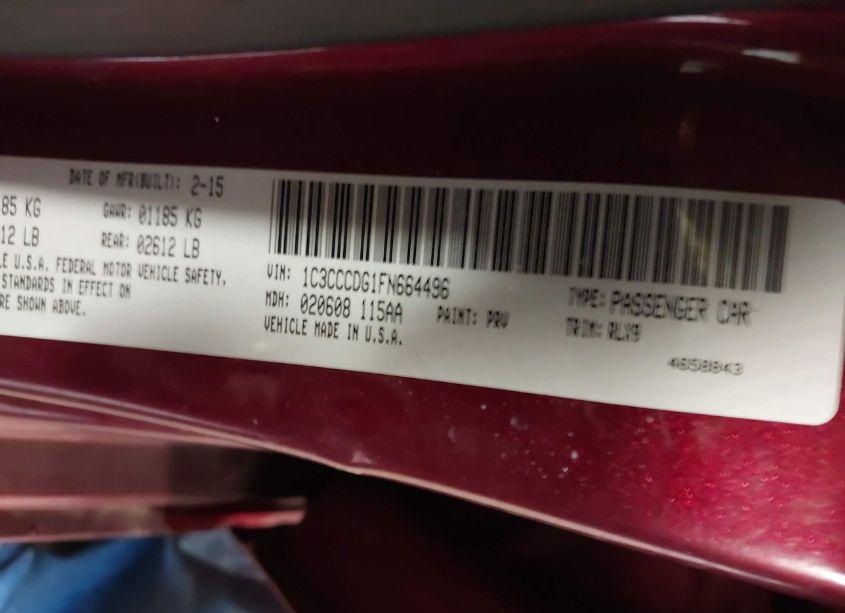 DATE OF MFR(BUILT): 2-15
85 KG GAWR: 01185 KG
12 LB REAR: 02612 LB
LE U.S.A. FEDERAL MOTOR VEHICLE SAFETY,
STANDARDS IN EFFECT ON
RE SHOWN ABOVE.
VIN: 1C3CCCDG1FN664496
MDH: 020608 115AA PAINT: PRV
VEHICLE MADE IN U.S.A.
TYPE: PASSENGER CAR
TRIM: RLX9
4658843